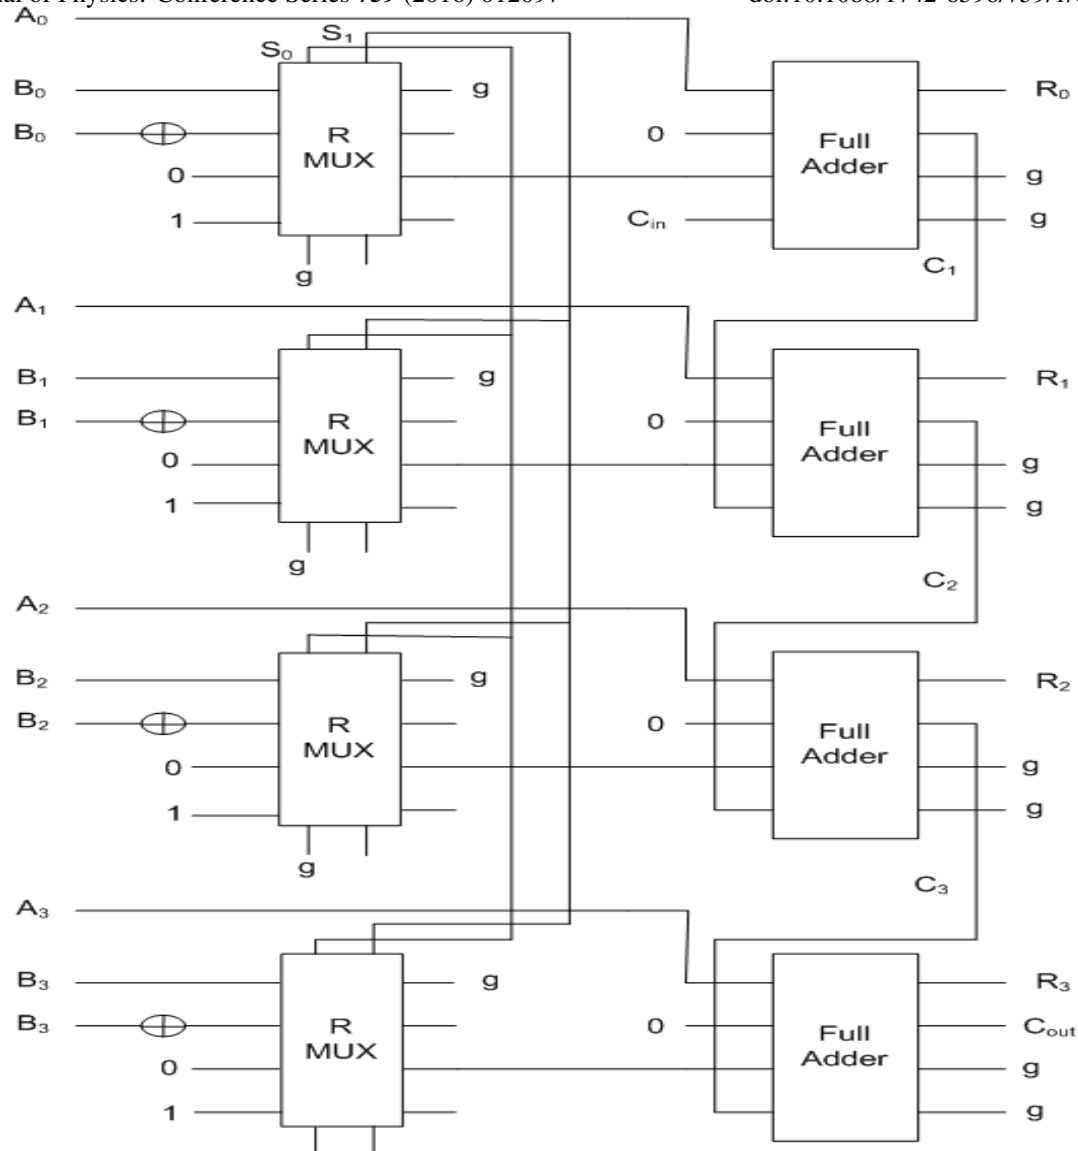 A₀
S₁
S₀
B₀ g R₀
B₀ R MUX 0 Full Adder
0 g
1 Cin g
g C₁
A₁
B₁ g R₁
B₁ R MUX 0 Full Adder
0 g
1 g
g
C₂
A₂
B₂ g R₂
B₂ R MUX 0 Full Adder
0 g
1 g
g
C₃
A₃
B₃ g R₃
B₃ R MUX 0 Full Adder Cout
0 g
1 g